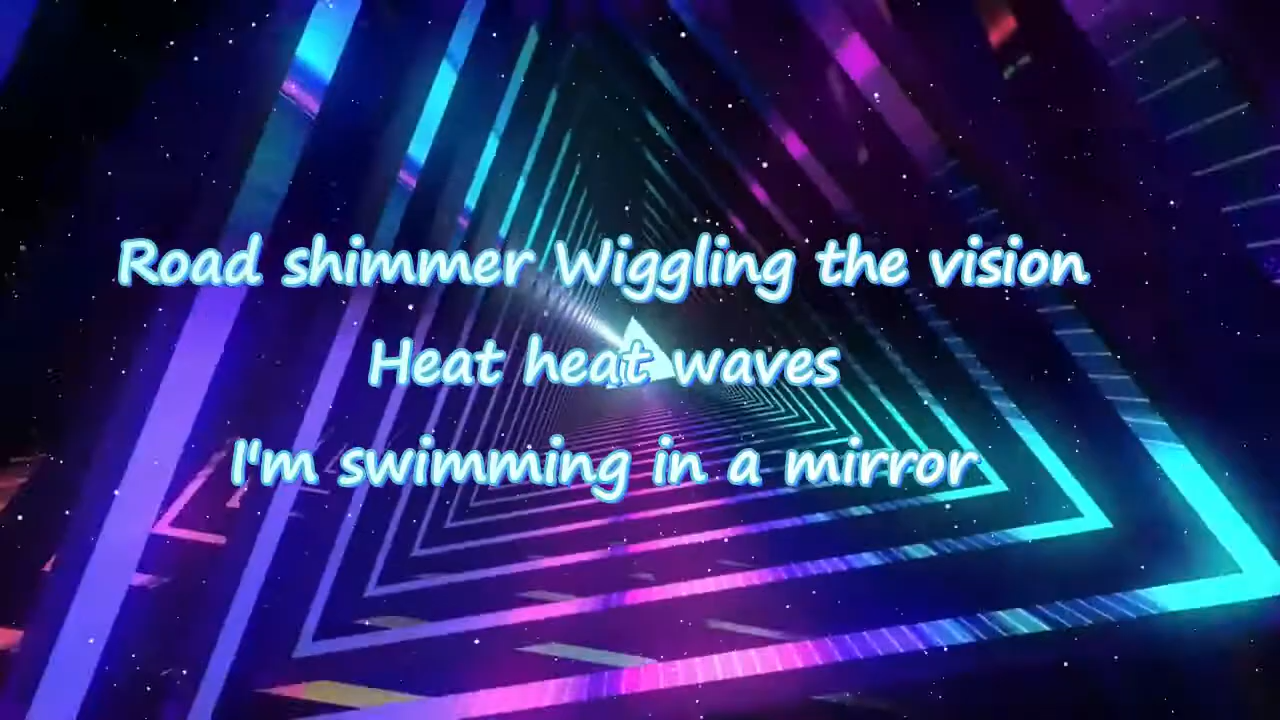 Road shimmer Wiggling the vision
Heat heat waves
I'm swimming in a mirror